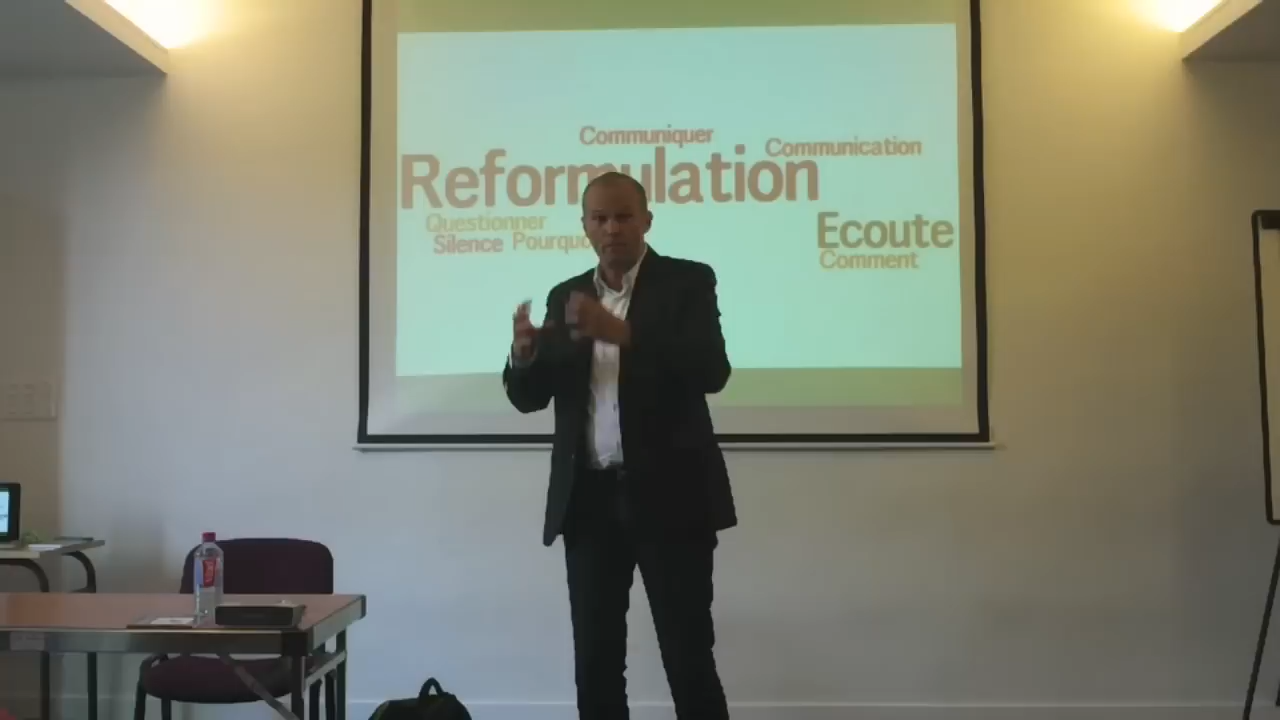 Communiquer
Communication
Reformulation
Questionner
Ecoute
Silence
Comment